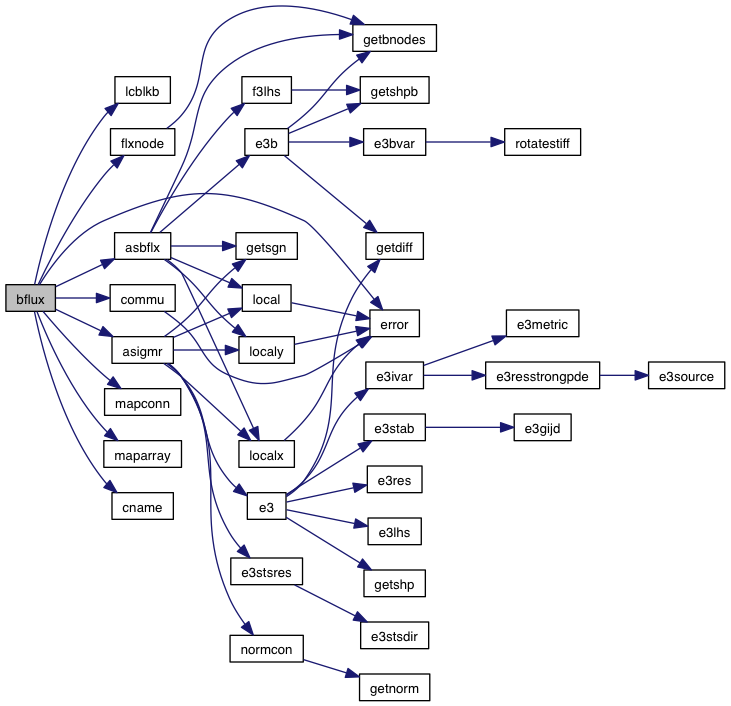 bflux
lcblkb
flxnode
asbflx
commu
asigmr
mapconn
maparray
cname
f3lhs
e3b
getsgn
local
localy
localx
e3
e3stsres
normcon
getbnodes
getshpb
e3bvar
getdiff
error
e3ivar
e3stab
e3res
e3lhs
getshp
e3stsdir
getnorm
rotatestiff
e3metric
e3resstrongpde
e3gijd
e3source